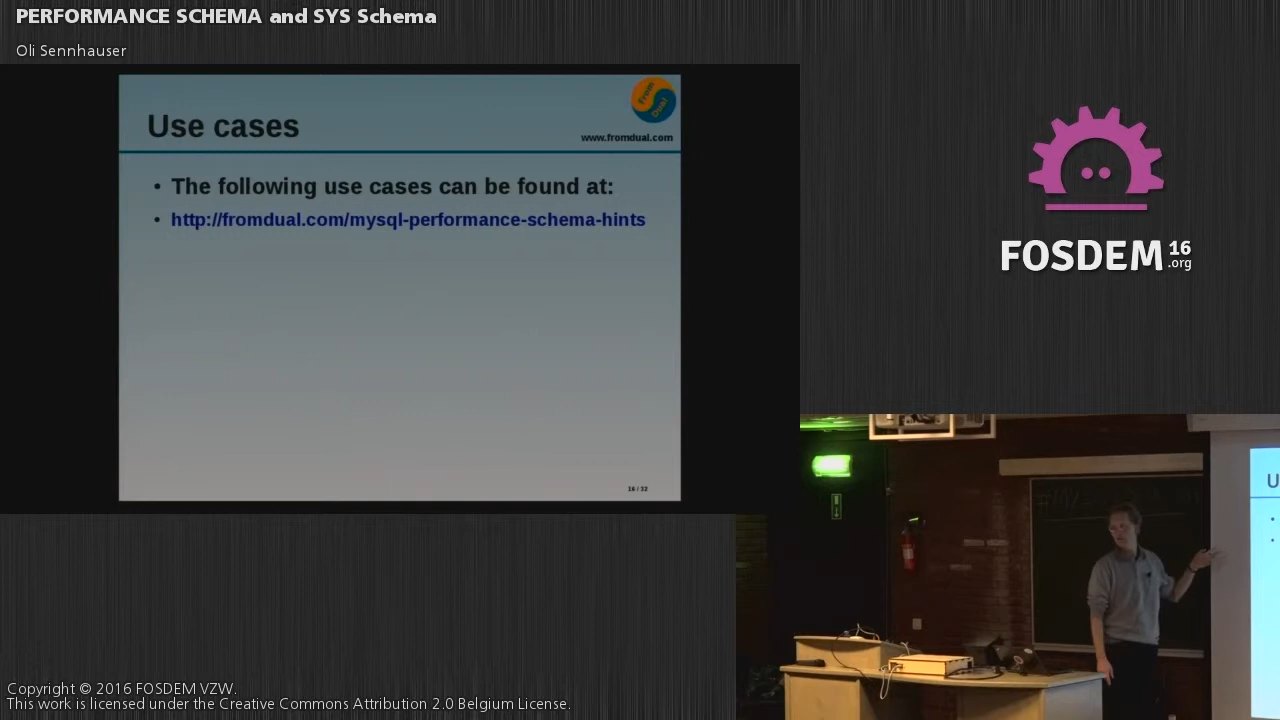 PERFORMANCE SCHEMA and SYS Schema
Oli Sennhauser
From
Dual
www.fromdual.com
Use cases
• The following use cases can be found at:
• http://fromdual.com/mysql-performance-schema-hints
16 / 32
FOSDEM 16
.org
U
Copyright © 2016 FOSDEM VZW.
This work is licensed under the Creative Commons Attribution 2.0 Belgium License.